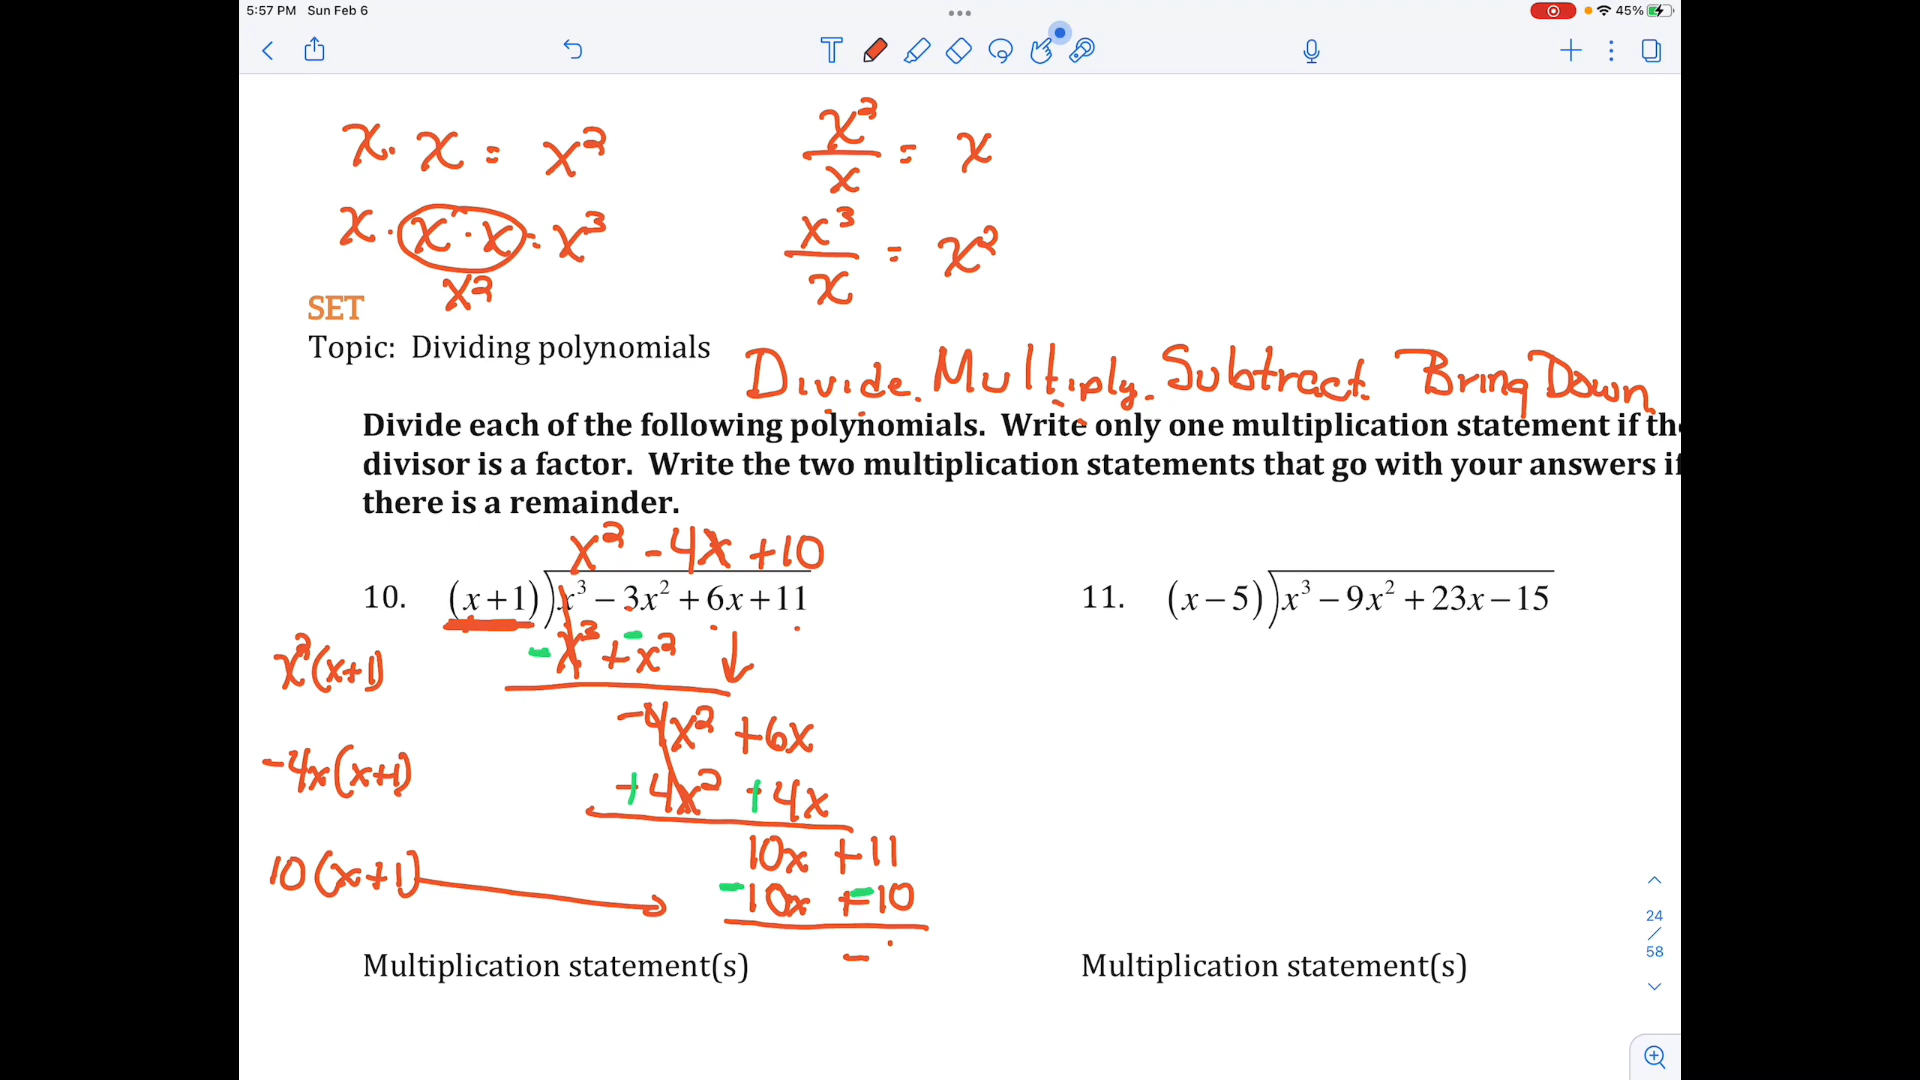 5:57 PM Sun Feb 6
45%
x · x = x²
x²/x = x
x · x · x = x³
x³/x = x²
x²
SET
Topic: Dividing polynomials
Divide. Multiply. Subtract. Bring Down
Divide each of the following polynomials. Write only one multiplication statement if the
divisor is a factor. Write the two multiplication statements that go with your answers if
there is a remainder.
x² - 4x + 10
10. (x+1)) x³ − 3x² + 6x + 11
11. (x−5)) x³ − 9x² + 23x − 15
x²(x+1)
- x³ + x²
-4x² + 6x
-4x(x+1)
+4x² + 4x
10x + 11
10(x+1)
- 10x - 10
Multiplication statement(s)
Multiplication statement(s)
24
58